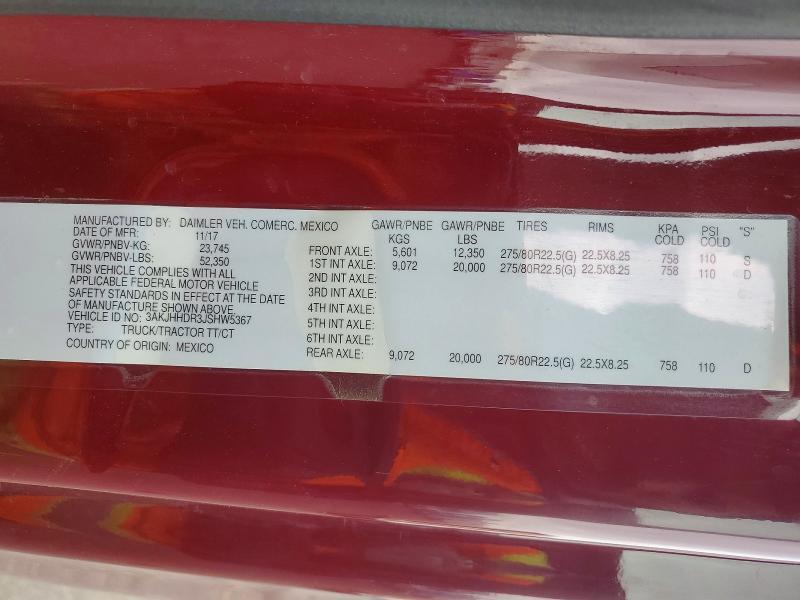 MANUFACTURED BY: DAIMLER VEH. COMERC. MEXICO
DATE OF MFR: 11/17
GVWR/PNBV-KG: 23,745
GVWR/PNBV-LBS: 52,350
THIS VEHICLE COMPLIES WITH ALL
APPLICABLE FEDERAL MOTOR VEHICLE
SAFETY STANDARDS IN EFFECT AT THE DATE
OF MANUFACTURE SHOWN ABOVE.
VEHICLE ID NO: 3AKJHHDR3JSHW5367
TYPE: TRUCK/TRACTOR TT/CT
COUNTRY OF ORIGIN: MEXICO
GAWR/PNBE KGS GAWR/PNBE LBS TIRES RIMS KPA COLD PSI COLD "S"
FRONT AXLE: 5,601 12,350 275/80R22.5(G) 22.5X8.25 758 110 S
1ST INT AXLE: 9,072 20,000 275/80R22.5(G) 22.5X8.25 758 110 D
2ND INT AXLE:
3RD INT AXLE:
4TH INT AXLE:
5TH INT AXLE:
6TH INT AXLE:
REAR AXLE: 9,072 20,000 275/80R22.5(G) 22.5X8.25 758 110 D